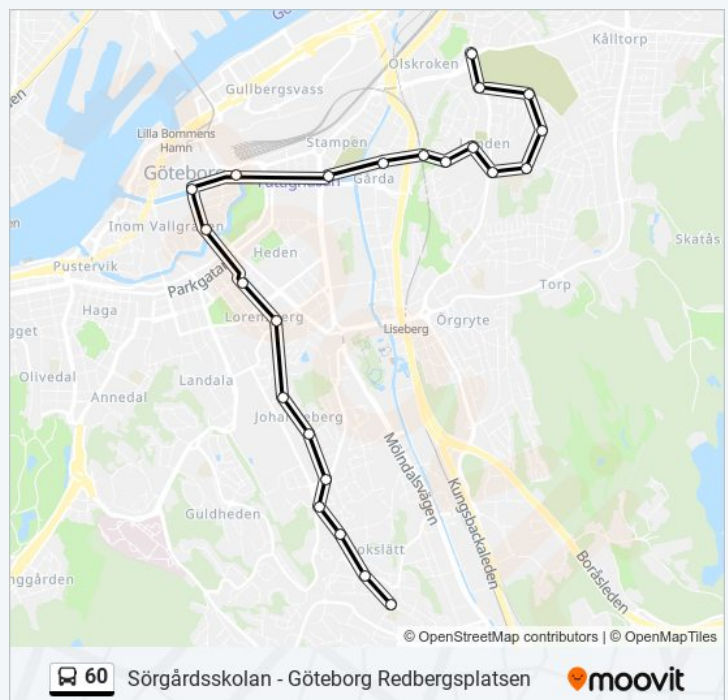 Gö
Kålltorp
Olskroken
en
Gullbergsvass
Lilla Bommens
Hamn
Stampen
Göteborg
Gårda
Inom Vallgraven
Skatås
Heden
Pustervik
Parkgatan
Torp
Haga
Lorensberg
Örgryte
Liseberg
gget
Olivedal
Landala
Annedal
Johanneberg
Mölndalsvägen
Kungsbackaleden
Guldheden
okslätt
Boråsleden
nggården
© OpenStreetMap contributors | © OpenMapTiles
60 Sörgårdsskolan - Göteborg Redbergsplatsen moovit